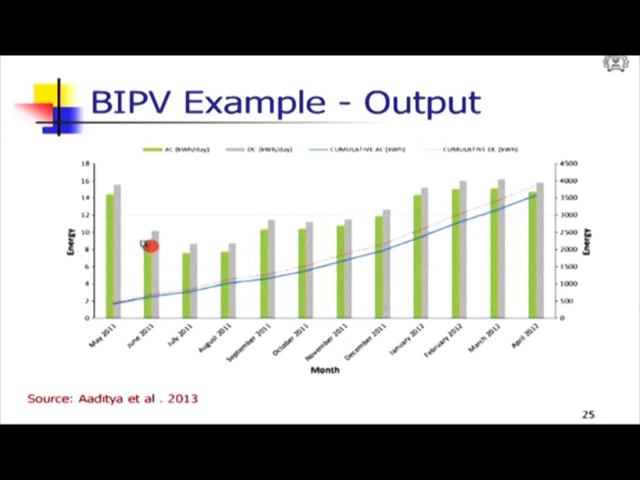 BIPV Example - Output
AC (kWh/day) DC (kWh/day) CUMULATIVE AC (kWh) CUMULATIVE DC (kWh)
18 4500
16 4000
14 3500
12 3000
10 2500
8 2000
6 1500
4 1000
2 500
0 0
Energy
Energy
May 2011 June 2011 July 2011 August 2011 September 2011 October 2011 November 2011 December 2011 January 2012 February 2012 March 2012 April 2012
Month
Source: Aaditya et al . 2013
25